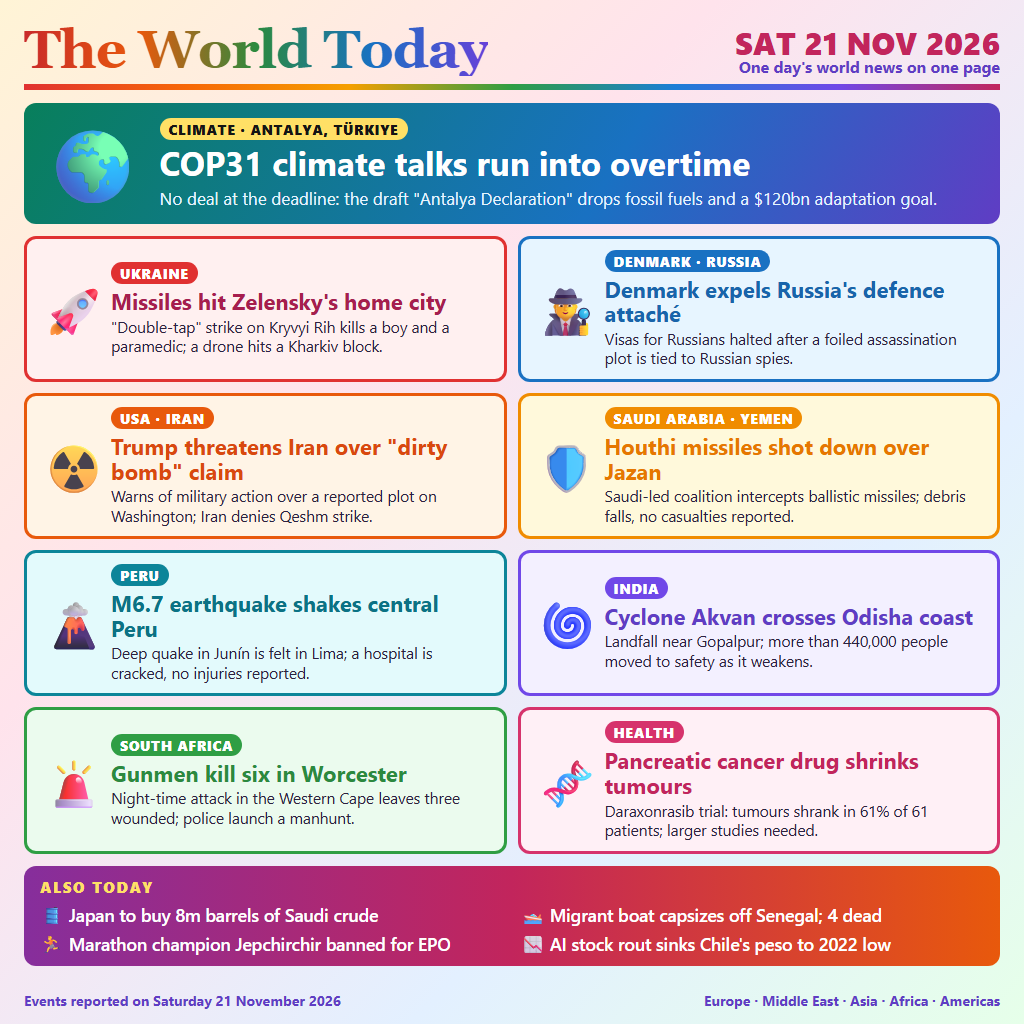 The World Today
SAT 21 NOV 2026
One day's world news on one page
CLIMATE · ANTALYA, TÜRKIYE
COP31 climate talks run into overtime
No deal at the deadline: the draft "Antalya Declaration" drops fossil fuels and a $120bn adaptation goal.
UKRAINE
Missiles hit Zelensky's home city
"Double-tap" strike on Kryvyi Rih kills a boy and a
paramedic; a drone hits a Kharkiv block.
DENMARK · RUSSIA
Denmark expels Russia's defence
attaché
Visas for Russians halted after a foiled assassination
plot is tied to Russian spies.
USA · IRAN
Trump threatens Iran over "dirty
bomb" claim
Warns of military action over a reported plot on
Washington; Iran denies Qeshm strike.
SAUDI ARABIA · YEMEN
Houthi missiles shot down over
Jazan
Saudi-led coalition intercepts ballistic missiles; debris
falls, no casualties reported.
PERU
M6.7 earthquake shakes central
Peru
Deep quake in Junín is felt in Lima; a hospital is
cracked, no injuries reported.
INDIA
Cyclone Akvan crosses Odisha coast
Landfall near Gopalpur; more than 440,000 people
moved to safety as it weakens.
SOUTH AFRICA
Gunmen kill six in Worcester
Night-time attack in the Western Cape leaves three
wounded; police launch a manhunt.
HEALTH
Pancreatic cancer drug shrinks
tumours
Daraxonrasib trial: tumours shrank in 61% of 61
patients; larger studies needed.
ALSO TODAY
Japan to buy 8m barrels of Saudi crude
Migrant boat capsizes off Senegal; 4 dead
Marathon champion Jepchirchir banned for EPO
AI stock rout sinks Chile's peso to 2022 low
Events reported on Saturday 21 November 2026
Europe · Middle East · Asia · Africa · Americas